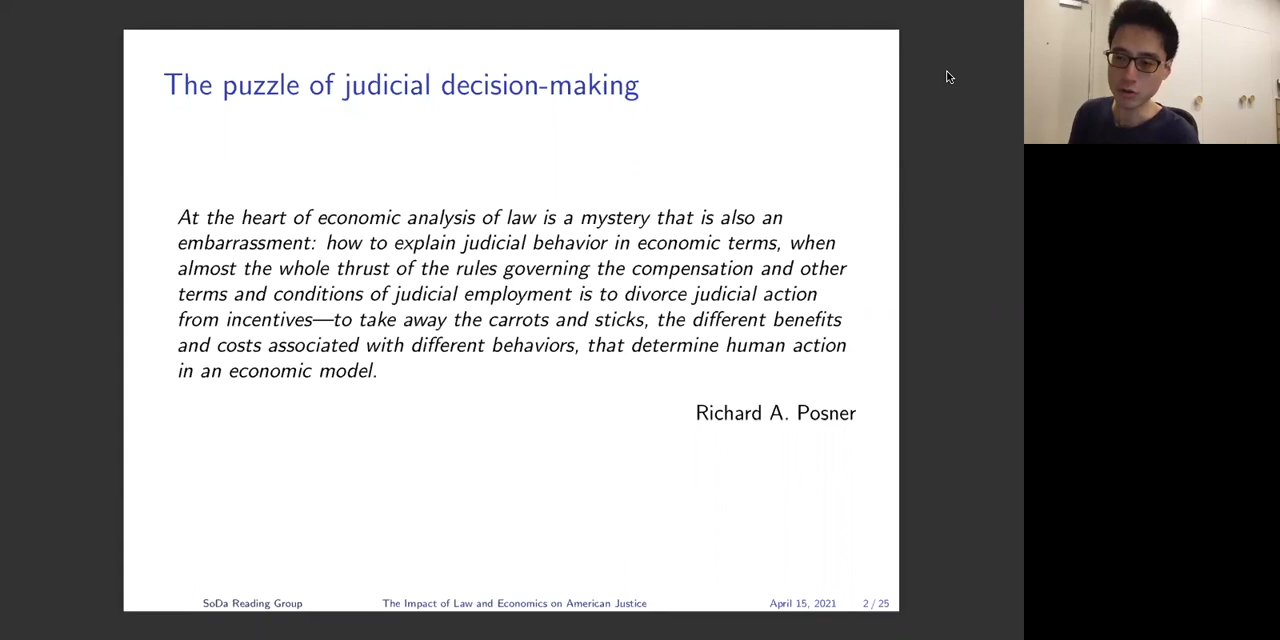 The puzzle of judicial decision-making
At the heart of economic analysis of law is a mystery that is also an
embarrassment: how to explain judicial behavior in economic terms, when
almost the whole thrust of the rules governing the compensation and other
terms and conditions of judicial employment is to divorce judicial action
from incentives—to take away the carrots and sticks, the different benefits
and costs associated with different behaviors, that determine human action
in an economic model.
Richard A. Posner
SoDa Reading Group The Impact of Law and Economics on American Justice April 15, 2021 2 / 25